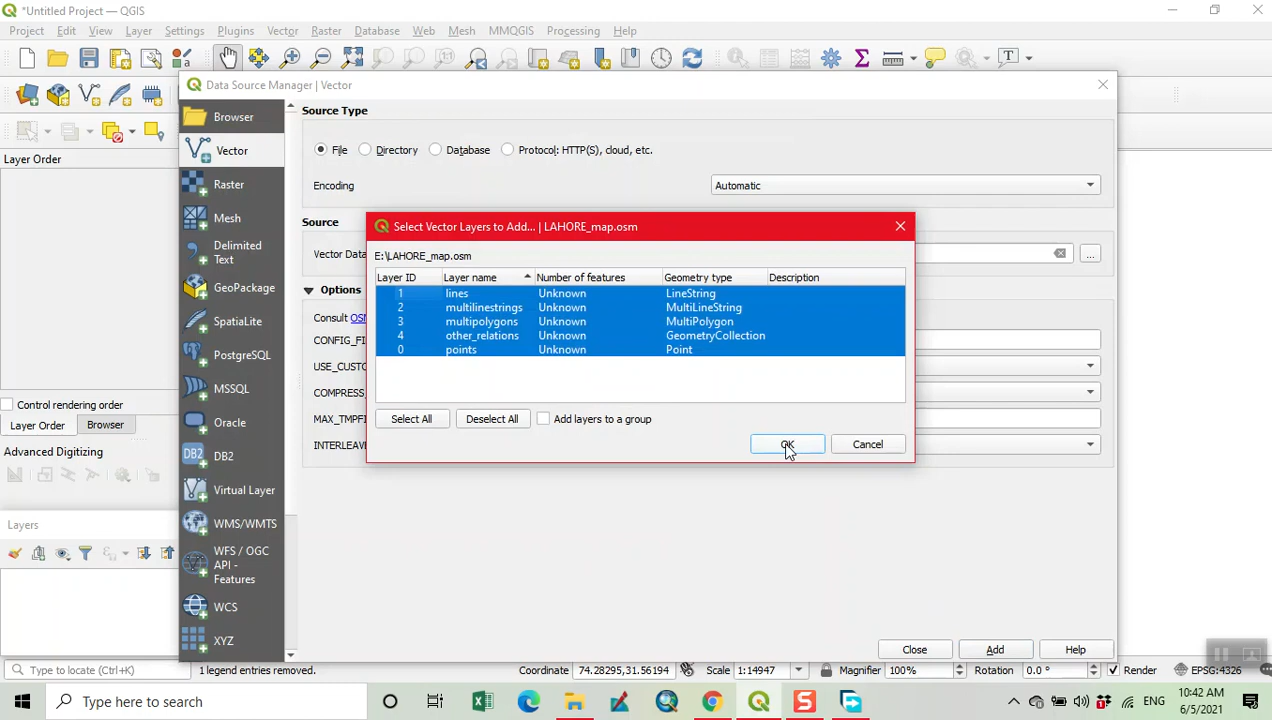 *Untitled Project — QGIS
Project Edit View Layer Settings Plugins Vector Raster Database Web Mesh MMQGIS Processing Help
Data Source Manager | Vector
Layer Order
Control rendering order
Layer Order Browser
Advanced Digitizing
Layers
Browser
Vector
Raster
Mesh
Delimited
Text
GeoPackage
SpatiaLite
PostgreSQL
MSSQL
Oracle
DB2
Virtual Layer
WMS/WMTS
WFS / OGC
API -
Features
WCS
XYZ
Source Type
File Directory Database Protocol: HTTP(S), cloud, etc.
Encoding Automatic
Source
Vector Data
...
Options
Consult OSM
CONFIG_FI
USE_CUSTO
COMPRESS_
MAX_TMPFI
INTERLEAV
Select Vector Layers to Add... | LAHORE_map.osm
E:\LAHORE_map.osm
Layer ID Layer name Number of features Geometry type Description
1 lines Unknown LineString
2 multilinestrings Unknown MultiLineString
3 multipolygons Unknown MultiPolygon
4 other_relations Unknown GeometryCollection
0 points Unknown Point
Select All Deselect All Add layers to a group
OK Cancel
Close Add Help
Type to locate (Ctrl+K) 1 legend entries removed. Coordinate 74.28295,31.56194 Scale 1:14947 Magnifier 100% Rotation 0.0 ° Render EPSG:4326
Type here to search
ENG
10:42 AM
6/5/2021